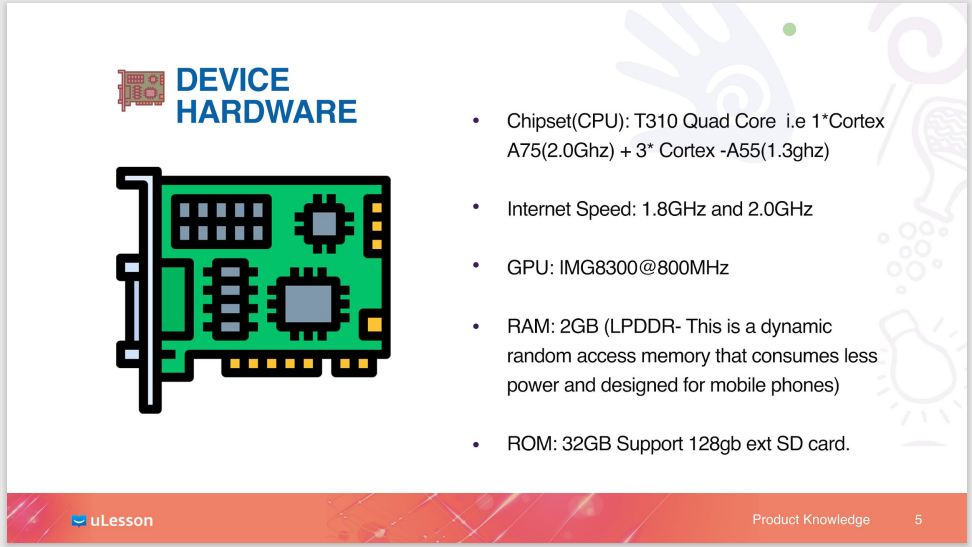 DEVICE
HARDWARE
• Chipset(CPU): T310 Quad Core  i.e 1*Cortex
A75(2.0Ghz) + 3* Cortex -A55(1.3ghz)
• Internet Speed: 1.8GHz and 2.0GHz
• GPU: IMG8300@800MHz
• RAM: 2GB (LPDDR- This is a dynamic
random access memory that consumes less
power and designed for mobile phones)
• ROM: 32GB Support 128gb ext SD card.
uLesson
Product Knowledge 5